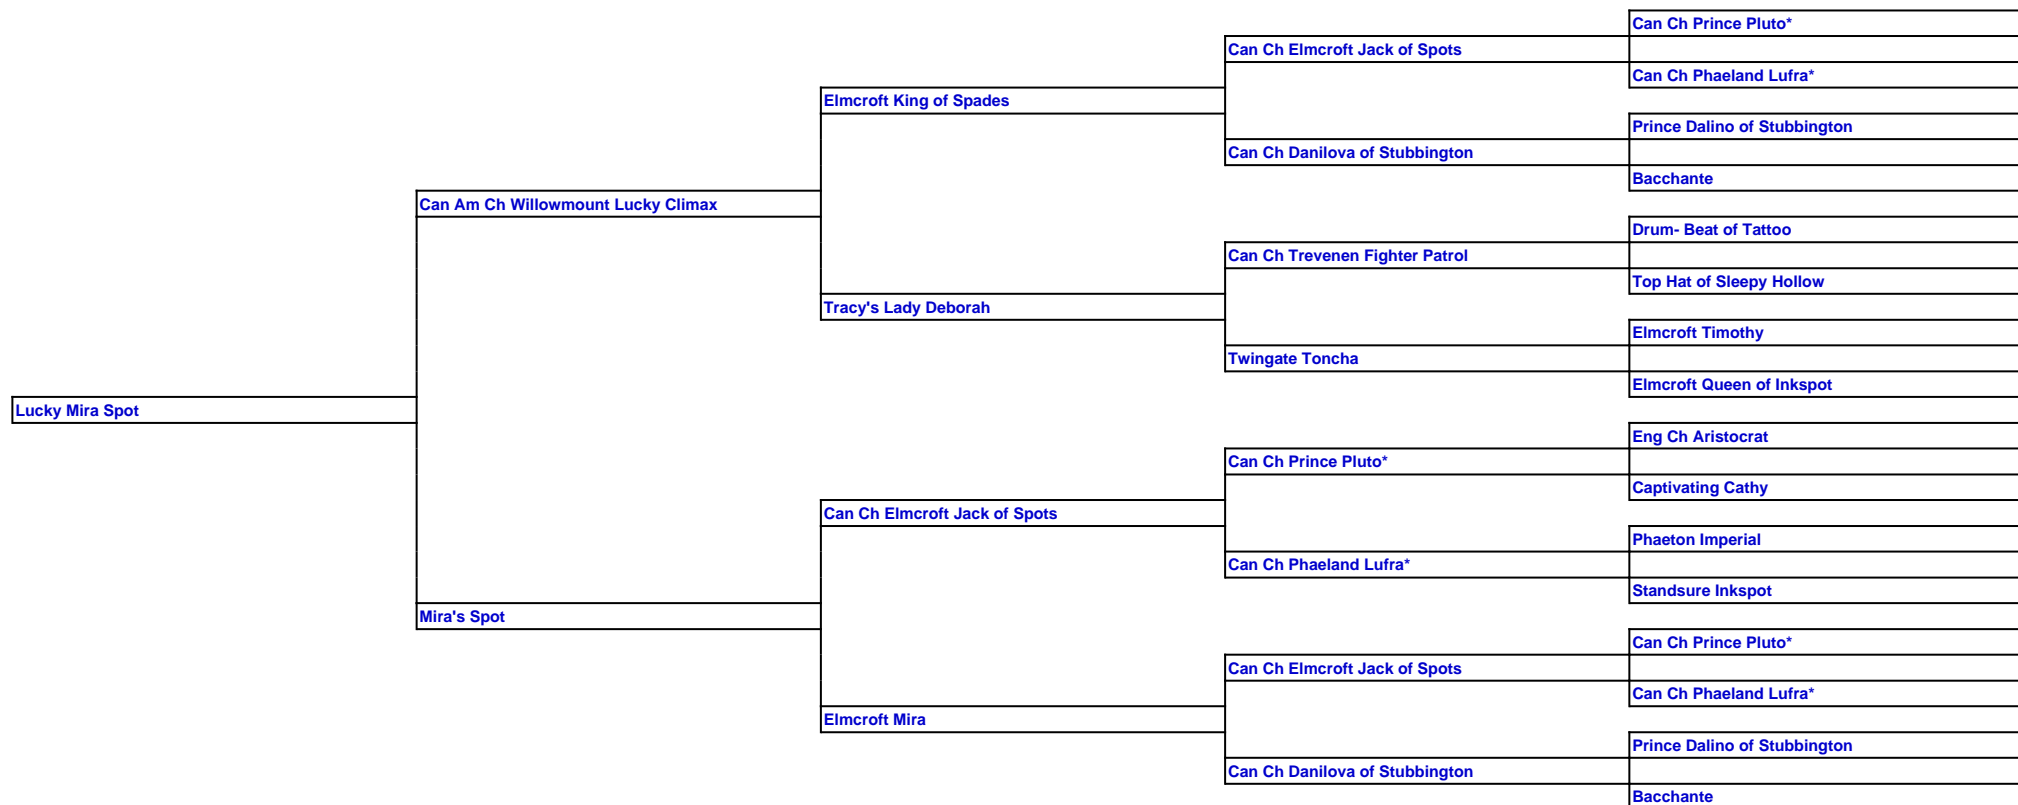 Can Ch Prince Pluto*
Can Ch Elmcroft Jack of Spots
Can Ch Phaeland Lufra*
Elmcroft King of Spades
Prince Dalino of Stubbington
Can Ch Danilova of Stubbington
Bacchante
Can Am Ch Willowmount Lucky Climax
Drum- Beat of Tattoo
Can Ch Trevenen Fighter Patrol
Top Hat of Sleepy Hollow
Tracy's Lady Deborah
Elmcroft Timothy
Twingate Toncha
Elmcroft Queen of Inkspot
Lucky Mira Spot
Eng Ch Aristocrat
Can Ch Prince Pluto*
Captivating Cathy
Can Ch Elmcroft Jack of Spots
Phaeton Imperial
Can Ch Phaeland Lufra*
Standsure Inkspot
Mira's Spot
Can Ch Prince Pluto*
Can Ch Elmcroft Jack of Spots
Can Ch Phaeland Lufra*
Elmcroft Mira
Prince Dalino of Stubbington
Can Ch Danilova of Stubbington
Bacchante